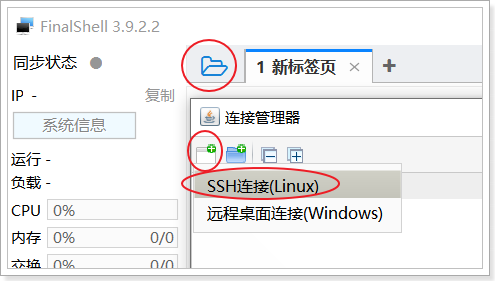 FinalShell 3.9.2.2
同步状态
IP - 复制
系统信息
运行 -
负载 -
CPU 0%
内存 0% 0/0
交换 0% 0/0
1 新标签页
连接管理器
SSH连接(Linux)
远程桌面连接(Windows)